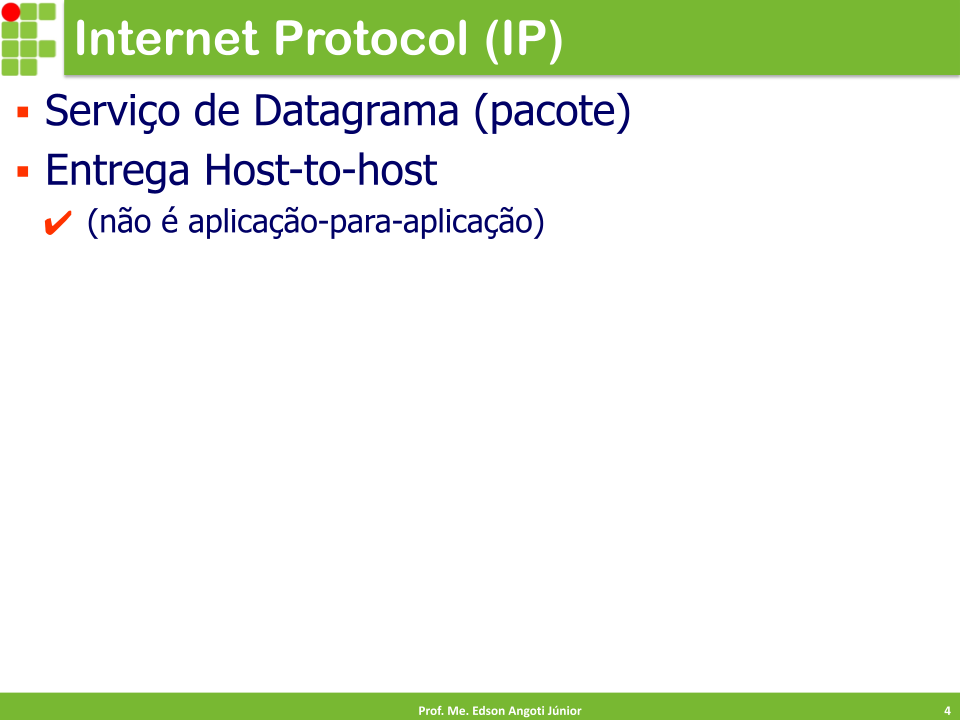 Internet Protocol (IP)
▪ Serviço de Datagrama (pacote)
▪ Entrega Host-to-host
✔ (não é aplicação-para-aplicação)
Prof. Me. Edson Angoti Júnior
4